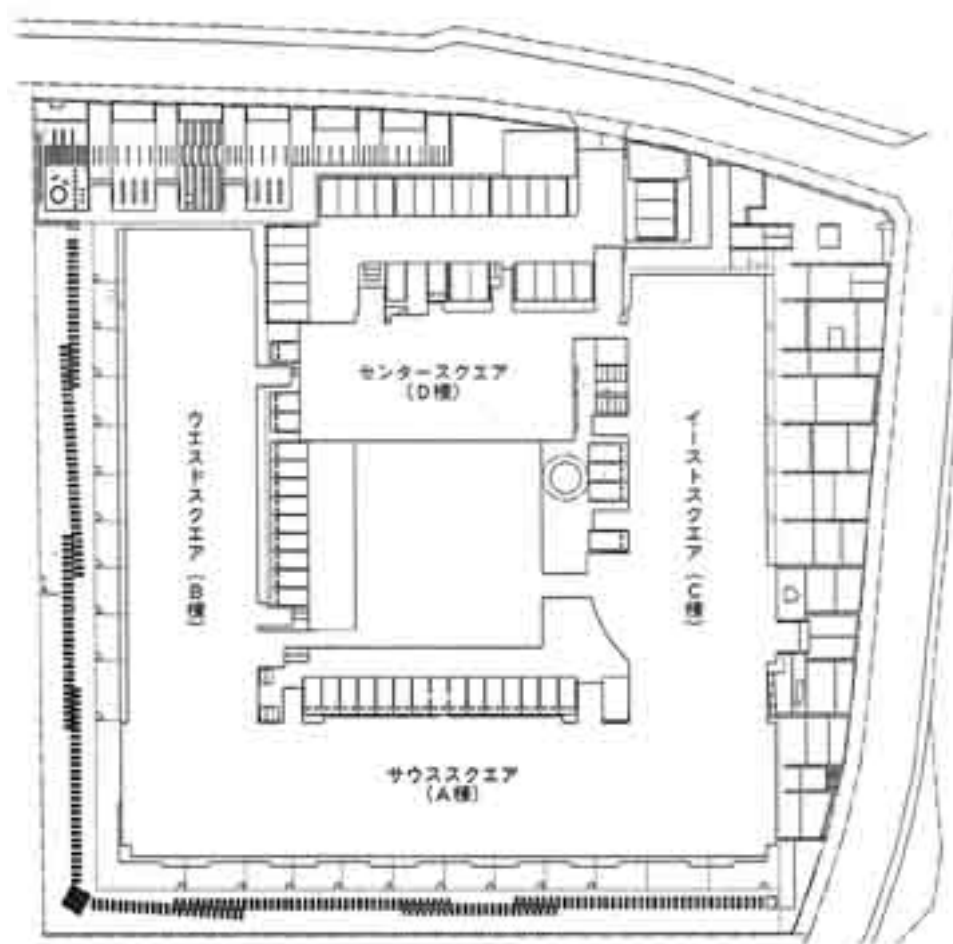 センタースクエア
（D棟）
ウエストスクエア（B棟）
イーストスクエア（C棟）
サウススクエア
（A棟）